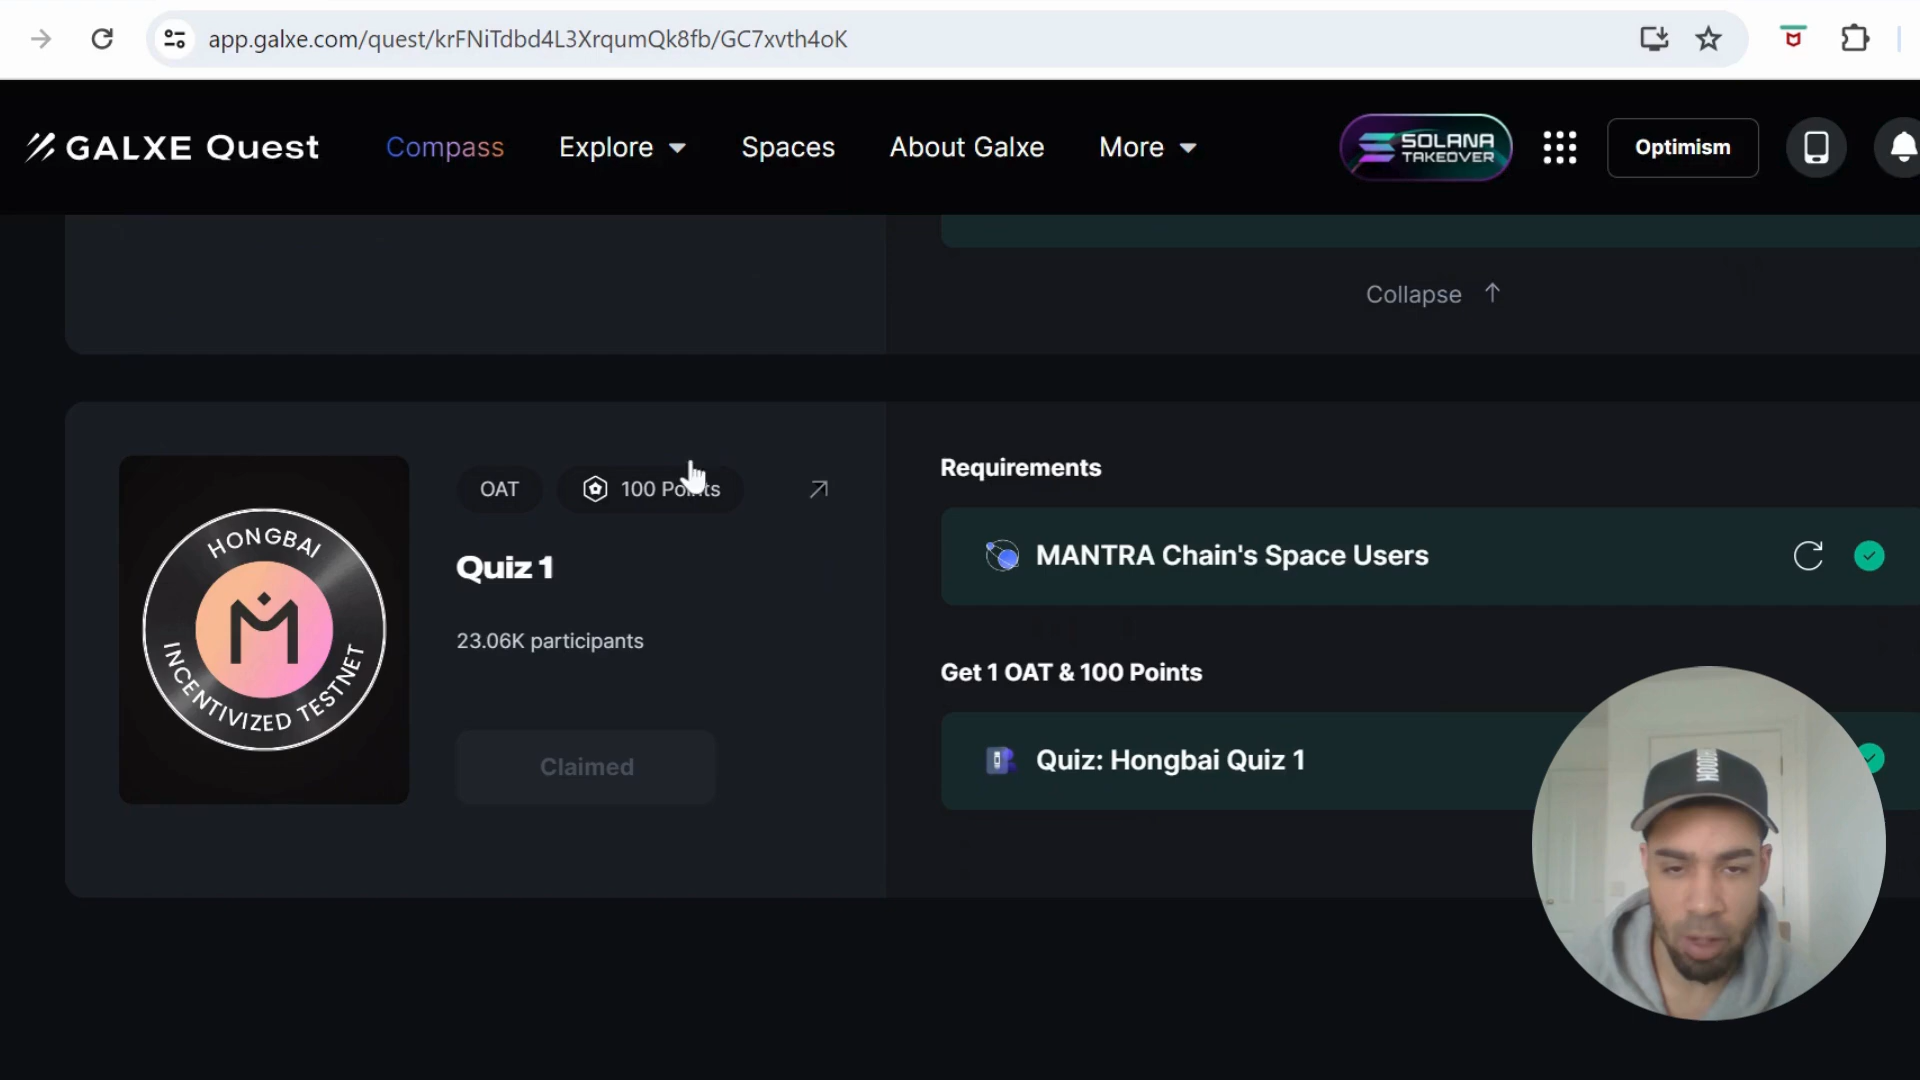 app.galxe.com/quest/krFNiTdbd4L3XrqumQk8fb/GC7xvth4oK
GALXE Quest
Compass
Explore
Spaces
About Galxe
More
SOLANA
TAKEOVER
Optimism
Collapse
HONGBAI
INCENTIVIZED TESTNET
OAT
100 Points
Quiz 1
23.06K participants
Claimed
Requirements
MANTRA Chain's Space Users
Get 1 OAT & 100 Points
Quiz: Hongbai Quiz 1